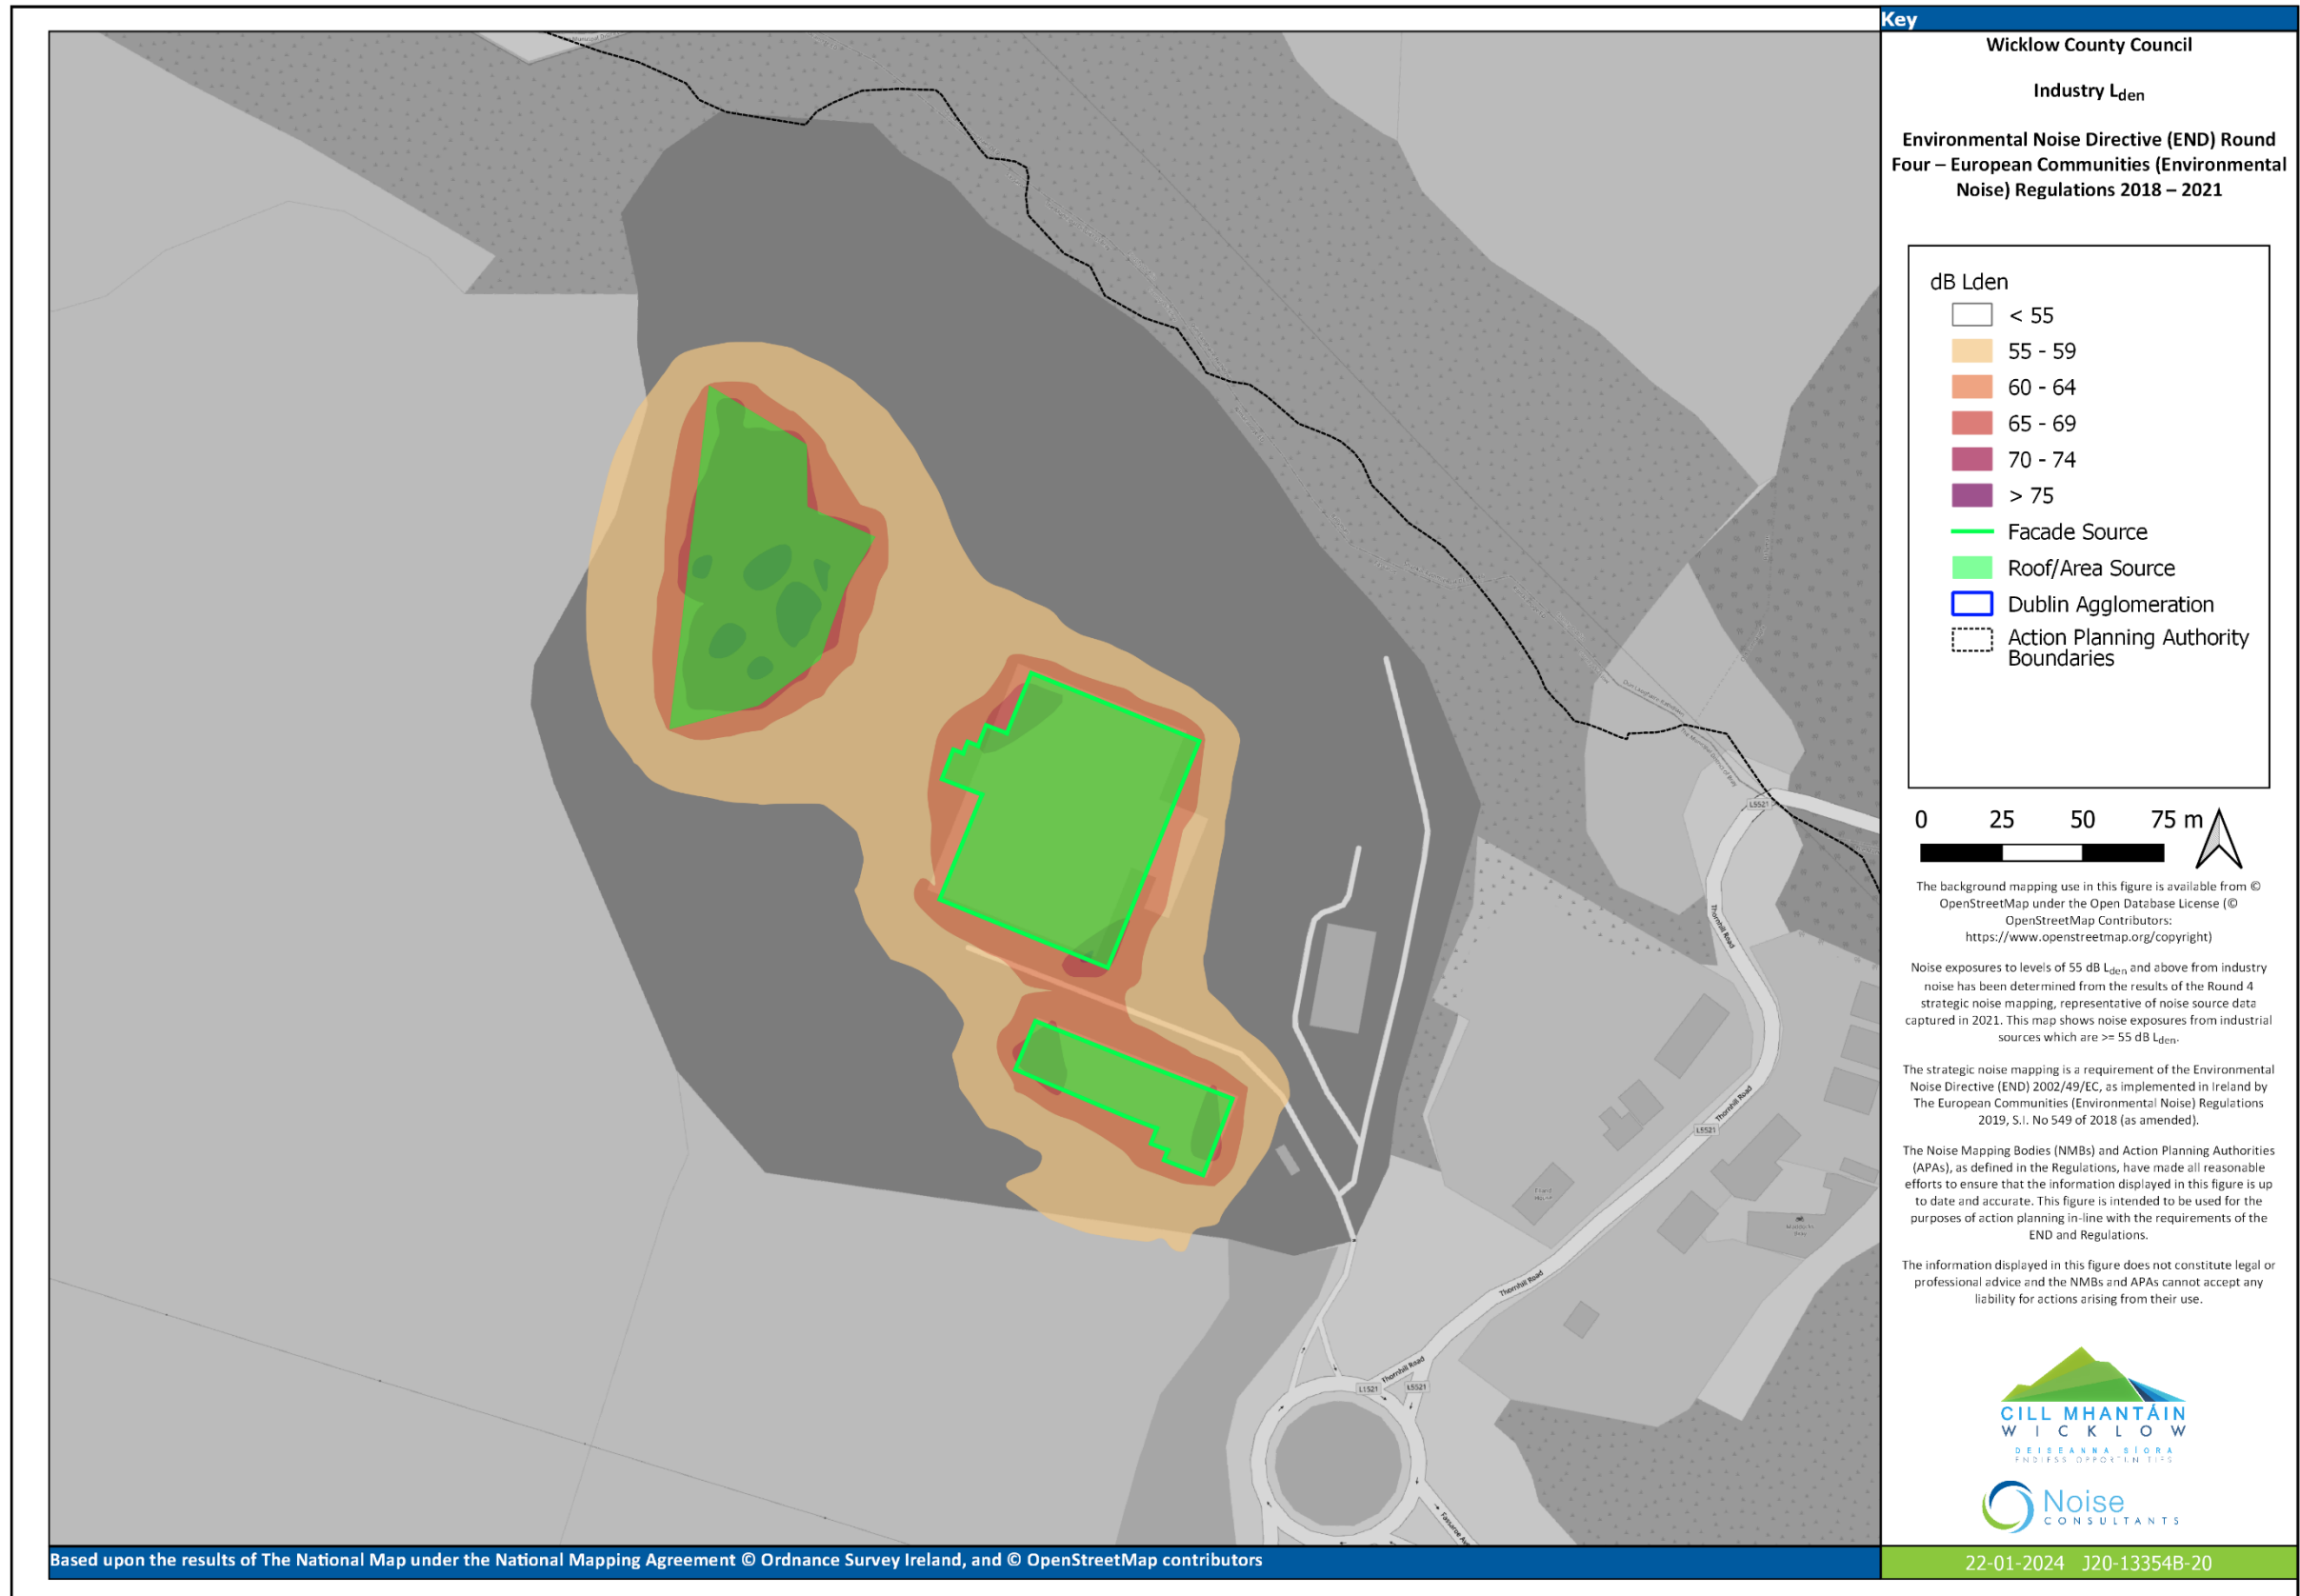 Key
Wicklow County Council
Industry Lden
Environmental Noise Directive (END) Round
Four – European Communities (Environmental
Noise) Regulations 2018 – 2021
dB Lden
< 55
55 - 59
60 - 64
65 - 69
70 - 74
> 75
Facade Source
Roof/Area Source
Dublin Agglomeration
Action Planning Authority
Boundaries
0 25 50 75 m
The background mapping use in this figure is available from ©
OpenStreetMap under the Open Database License (©
OpenStreetMap Contributors:
https://www.openstreetmap.org/copyright)
Noise exposures to levels of 55 dB Lden and above from industry
noise has been determined from the results of the Round 4
strategic noise mapping, representative of noise source data
captured in 2021. This map shows noise exposures from industrial
sources which are >= 55 dB Lden.
The strategic noise mapping is a requirement of the Environmental
Noise Directive (END) 2002/49/EC, as implemented in Ireland by
The European Communities (Environmental Noise) Regulations
2019, S.I. No 549 of 2018 (as amended).
The Noise Mapping Bodies (NMBs) and Action Planning Authorities
(APAs), as defined in the Regulations, have made all reasonable
efforts to ensure that the information displayed in this figure is up
to date and accurate. This figure is intended to be used for the
purposes of action planning in-line with the requirements of the
END and Regulations.
The information displayed in this figure does not constitute legal or
professional advice and the NMBs and APAs cannot accept any
liability for actions arising from their use.
CILL MHANTÁIN
WICKLOW
DEISEANNA SÍORA
ENDLESS OPPORTUNITIES
Noise
CONSULTANTS
22-01-2024 J20-13354B-20
L5521
Thornhill Road
Thornhill Road
L5521
Thornhill Road
Thornhill Road
L1521
L5521
Based upon the results of The National Map under the National Mapping Agreement © Ordnance Survey Ireland, and © OpenStreetMap contributors